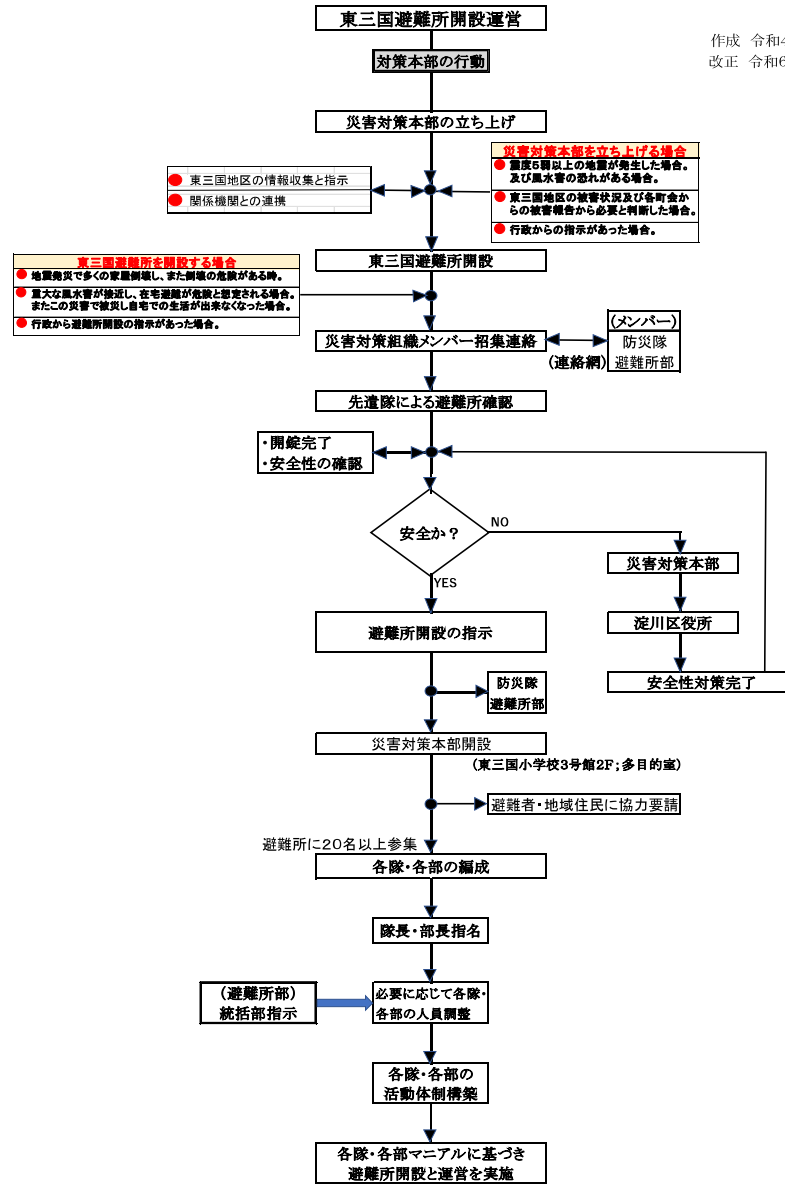 東三国避難所開設運営
作成 令和4
改正 令和6
対策本部の行動
災害対策本部の立ち上げ
災害対策本部を立ち上げる場合
● 震度5弱以上の地震が発生した場合。
及び風水害の恐れがある場合。
● 東三国地区の被害状況及び各町会か
らの被害報告から必要と判断した場合。
● 行政からの指示があった場合。
● 東三国地区の情報収集と指示
● 関係機関との連携
東三国避難所開設
東三国避難所を開設する場合
● 地震発災で多くの家屋倒壊し、また倒壊の危険がある時。
● 重大な風水害が接近し、在宅避難が危険と想定される場合。
またこの災害で被災し自宅での生活が出来なくなった場合。
● 行政から避難所開設の指示があった場合。
災害対策組織メンバー招集連絡
(連絡網)
(メンバー)
防災隊
避難所部
先遣隊による避難所確認
・開錠完了
・安全性の確認
安全か？
NO
YES
災害対策本部
淀川区役所
安全性対策完了
避難所開設の指示
防災隊
避難所部
災害対策本部開設
(東三国小学校3号館2F；多目的室)
避難者・地域住民に協力要請
避難所に20名以上参集
各隊・各部の編成
隊長・部長指名
(避難所部)
統括部指示
必要に応じて各隊・
各部の人員調整
各隊・各部の
活動体制構築
各隊・各部マニアルに基づき
避難所開設と運営を実施